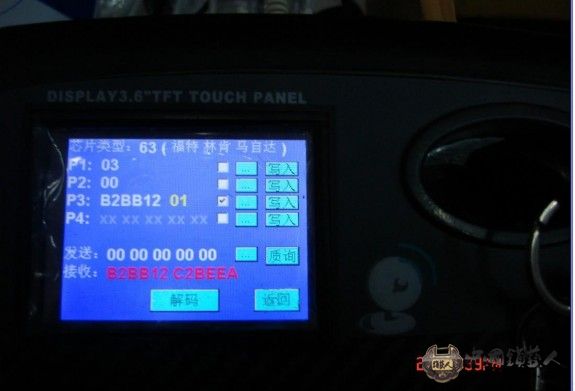 DISPLAY3.6"TFT TOUCH PANEL
芯片类型：63 ( 福特 林肯 马自达 )
P1: 03 ... 写入
P2: 00 ... 写入
P3: B2BB12 01 ... 写入
P4: xx xx xx xx xx xx ... 写入
发送：00 00 00 00 00 ... 质询
接收：B2BB12 C2BEEA
解码 返回